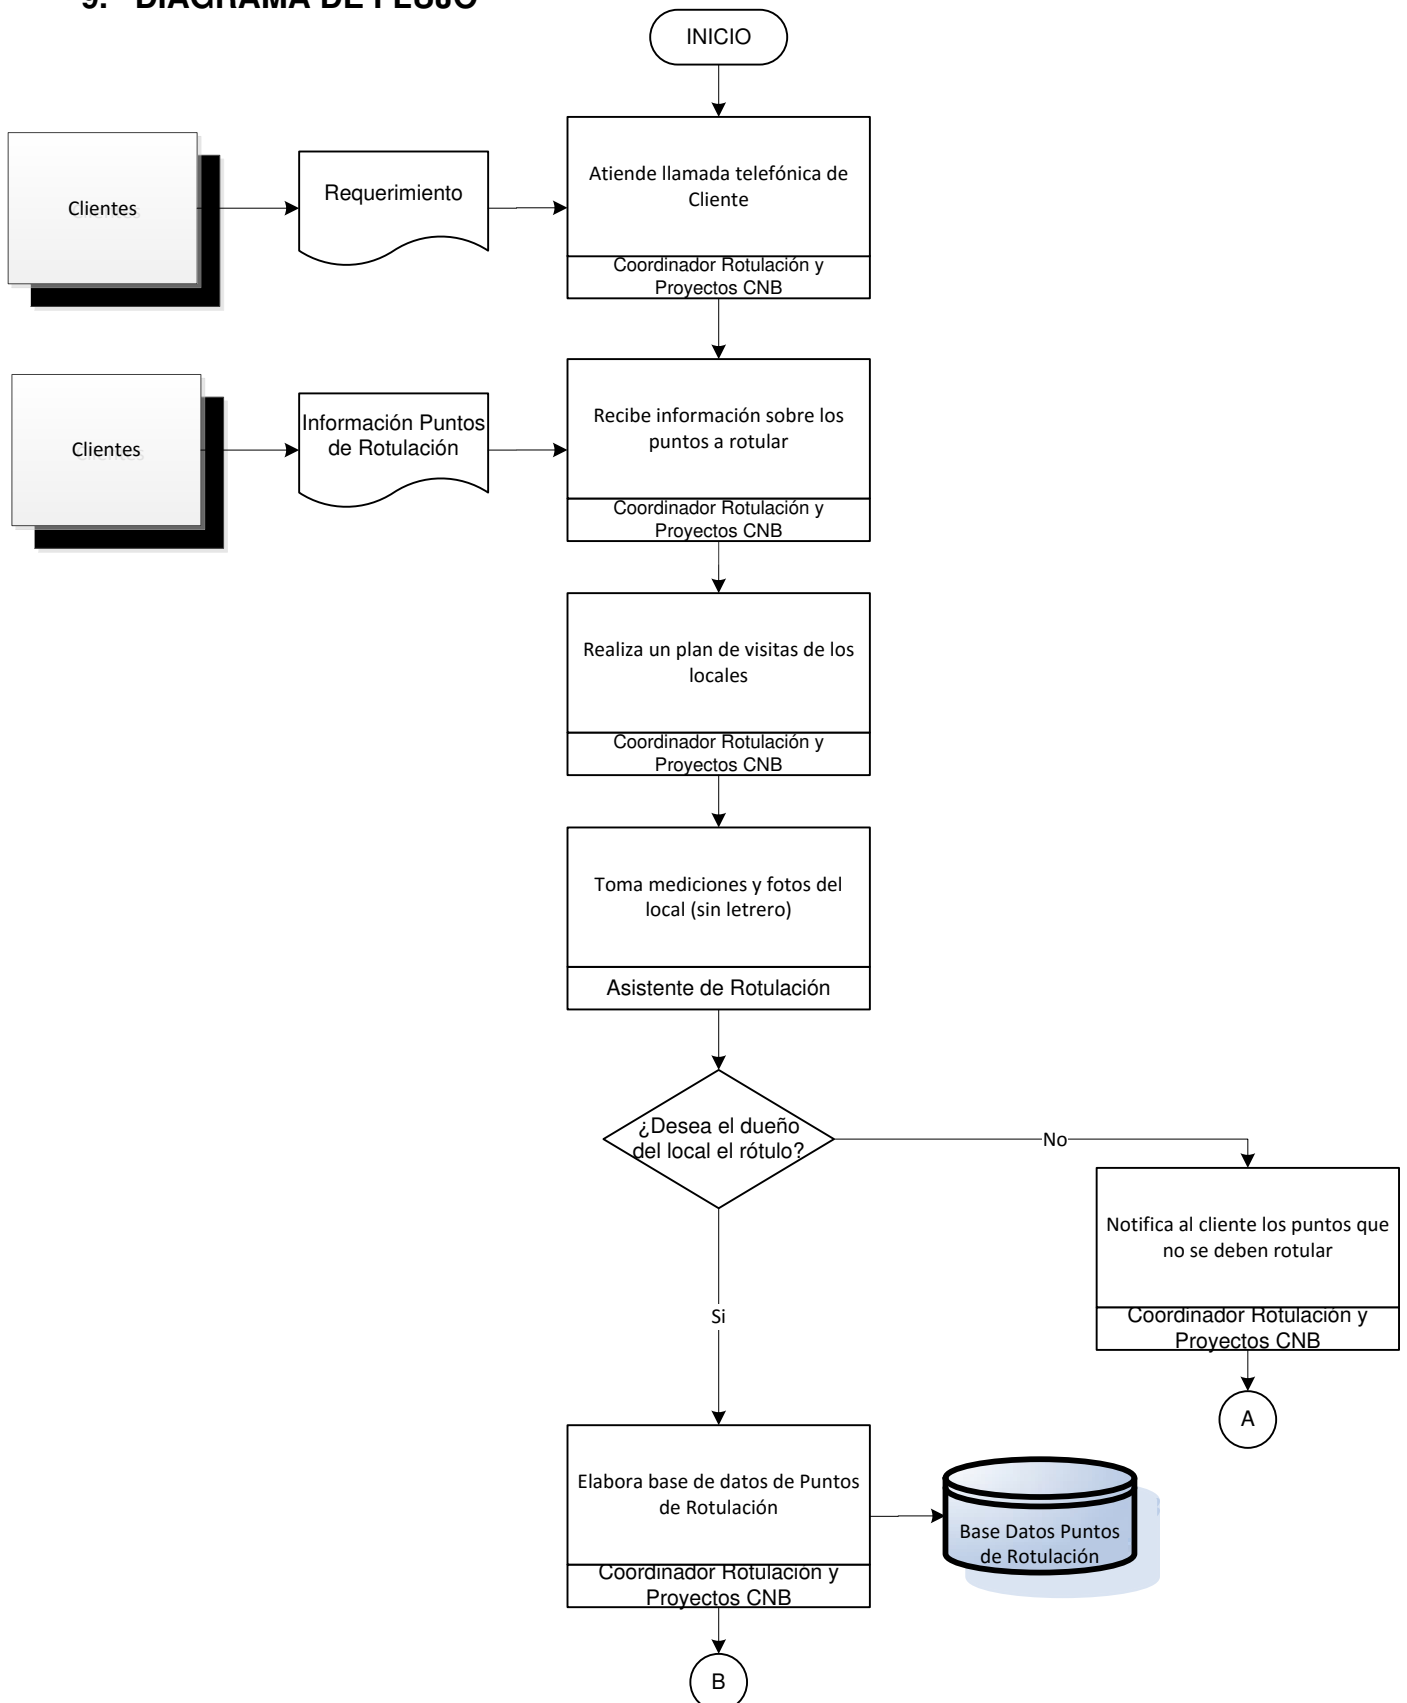 9. DIAGRAMA DE FLUJO
INICIO
Clientes
Requerimiento
Atiende llamada telefónica de
Cliente
Coordinador Rotulación y
Proyectos CNB
Clientes
Información Puntos
de Rotulación
Recibe información sobre los
puntos a rotular
Coordinador Rotulación y
Proyectos CNB
Realiza un plan de visitas de los
locales
Coordinador Rotulación y
Proyectos CNB
Toma mediciones y fotos del
local (sin letrero)
Asistente de Rotulación
¿Desea el dueño
del local el rótulo?
No
Notifica al cliente los puntos que
no se deben rotular
Coordinador Rotulación y
Proyectos CNB
A
Si
Elabora base de datos de Puntos
de Rotulación
Coordinador Rotulación y
Proyectos CNB
Base Datos Puntos
de Rotulación
B